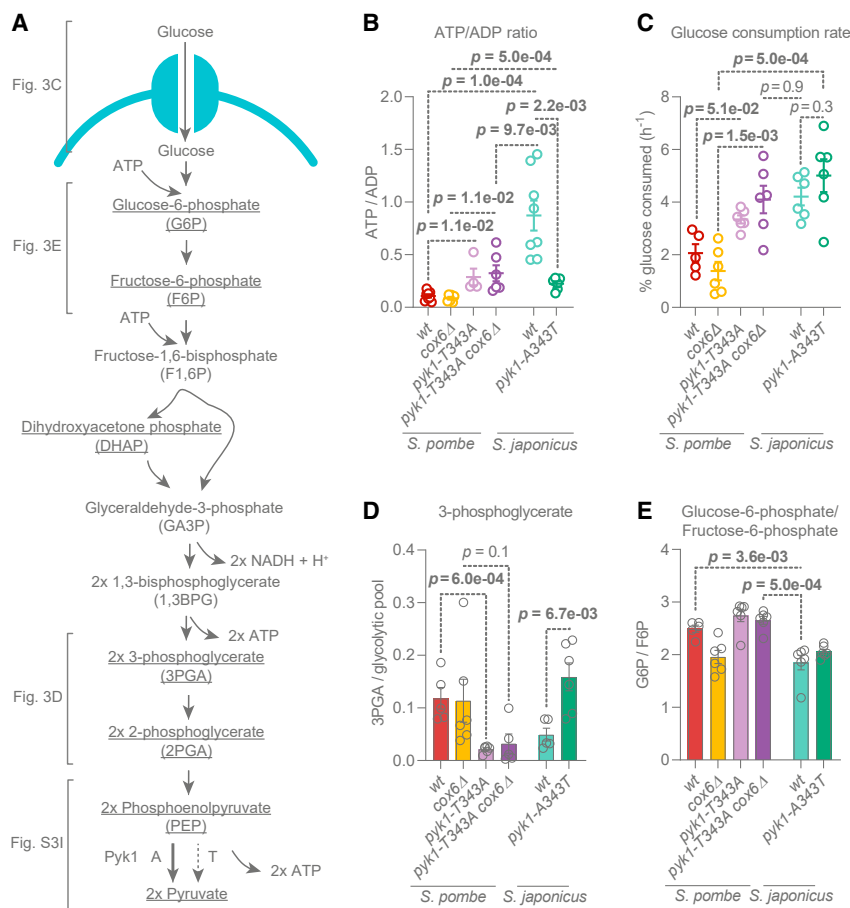 A
Glucose
Fig. 3C
Glucose
ATP
Glucose-6-phosphate
(G6P)
Fig. 3E
Fructose-6-phosphate
(F6P)
ATP
Fructose-1,6-bisphosphate
(F1,6P)
Dihydroxyacetone phosphate
(DHAP)
Glyceraldehyde-3-phosphate
(GA3P)
2x NADH + H⁺
2x 1,3-bisphosphoglycerate
(1,3BPG)
2x ATP
2x 3-phosphoglycerate
(3PGA)
Fig. 3D
2x 2-phosphoglycerate
(2PGA)
2x Phosphoenolpyruvate
(PEP)
Fig. S3I
Pyk1 A T
2x ATP
2x Pyruvate
B
ATP/ADP ratio
p = 5.0e-04
p = 1.0e-04
p = 2.2e-03
p = 9.7e-03
p = 1.1e-02
p = 1.1e-02
ATP / ADP
2.0
1.5
1.0
0.5
0.0
wt
cox6Δ
pyk1-T343A
pyk1-T343A cox6Δ
wt
pyk1-A343T
S. pombe
S. japonicus
C
Glucose consumption rate
p = 5.0e-04
p = 0.9
p = 5.1e-02
p = 0.3
p = 1.5e-03
% glucose consumed (h⁻¹)
8
6
4
2
0
wt
cox6Δ
pyk1-T343A
pyk1-T343A cox6Δ
wt
pyk1-A343T
S. pombe
S. japonicus
D
3-phosphoglycerate
p = 0.1
p = 6.0e-04
p = 6.7e-03
3PGA / glycolytic pool
0.4
0.3
0.2
0.1
0.0
wt
cox6Δ
pyk1-T343A
pyk1-T343A cox6Δ
wt
pyk1-A343T
S. pombe
S. japonicus
E
Glucose-6-phosphate/
Fructose-6-phosphate
p = 3.6e-03
p = 5.0e-04
G6P / F6P
4
3
2
1
0
wt
cox6Δ
pyk1-T343A
pyk1-T343A cox6Δ
wt
pyk1-A343T
S. pombe
S. japonicus